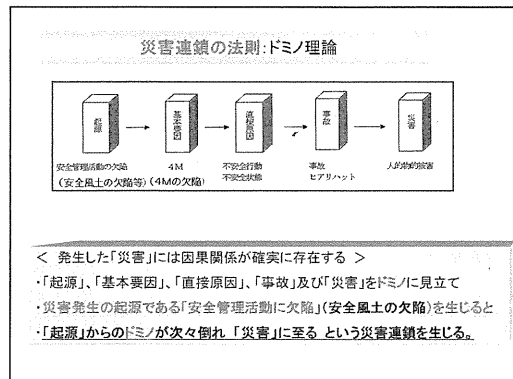 災害連鎖の法則:ドミノ理論
起源
基本要因
直接原因
事故
災害
安全管理活動の欠陥
4M
不安全行動
事故
人的物的被害
(安全風土の欠陥等)
(4Mの欠陥)
不安全状態
ヒアリハット
< 発生した「災害」には因果関係が確実に存在する >
・「起源」、「基本要因」、「直接原因」、「事故」及び「災害」をドミノに見立て
・災害発生の起源である「安全管理活動に欠陥」(安全風土の欠陥)を生じると
・「起源」からのドミノが次々倒れ 「災害」に至る という災害連鎖を生じる。